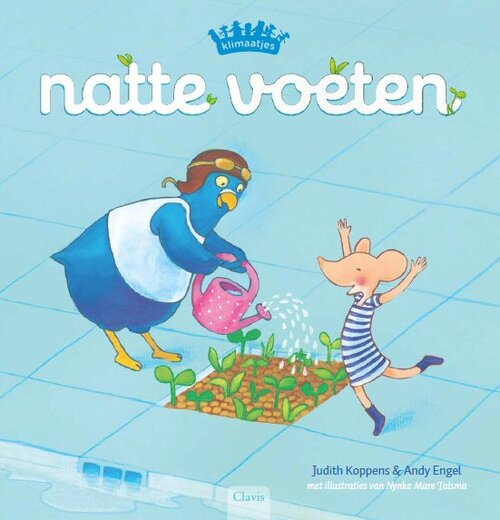 klimaatjes
natte voeten
Judith Koppens & Andy Engel
met illustraties van Nynke Mare Talsma
Clavis